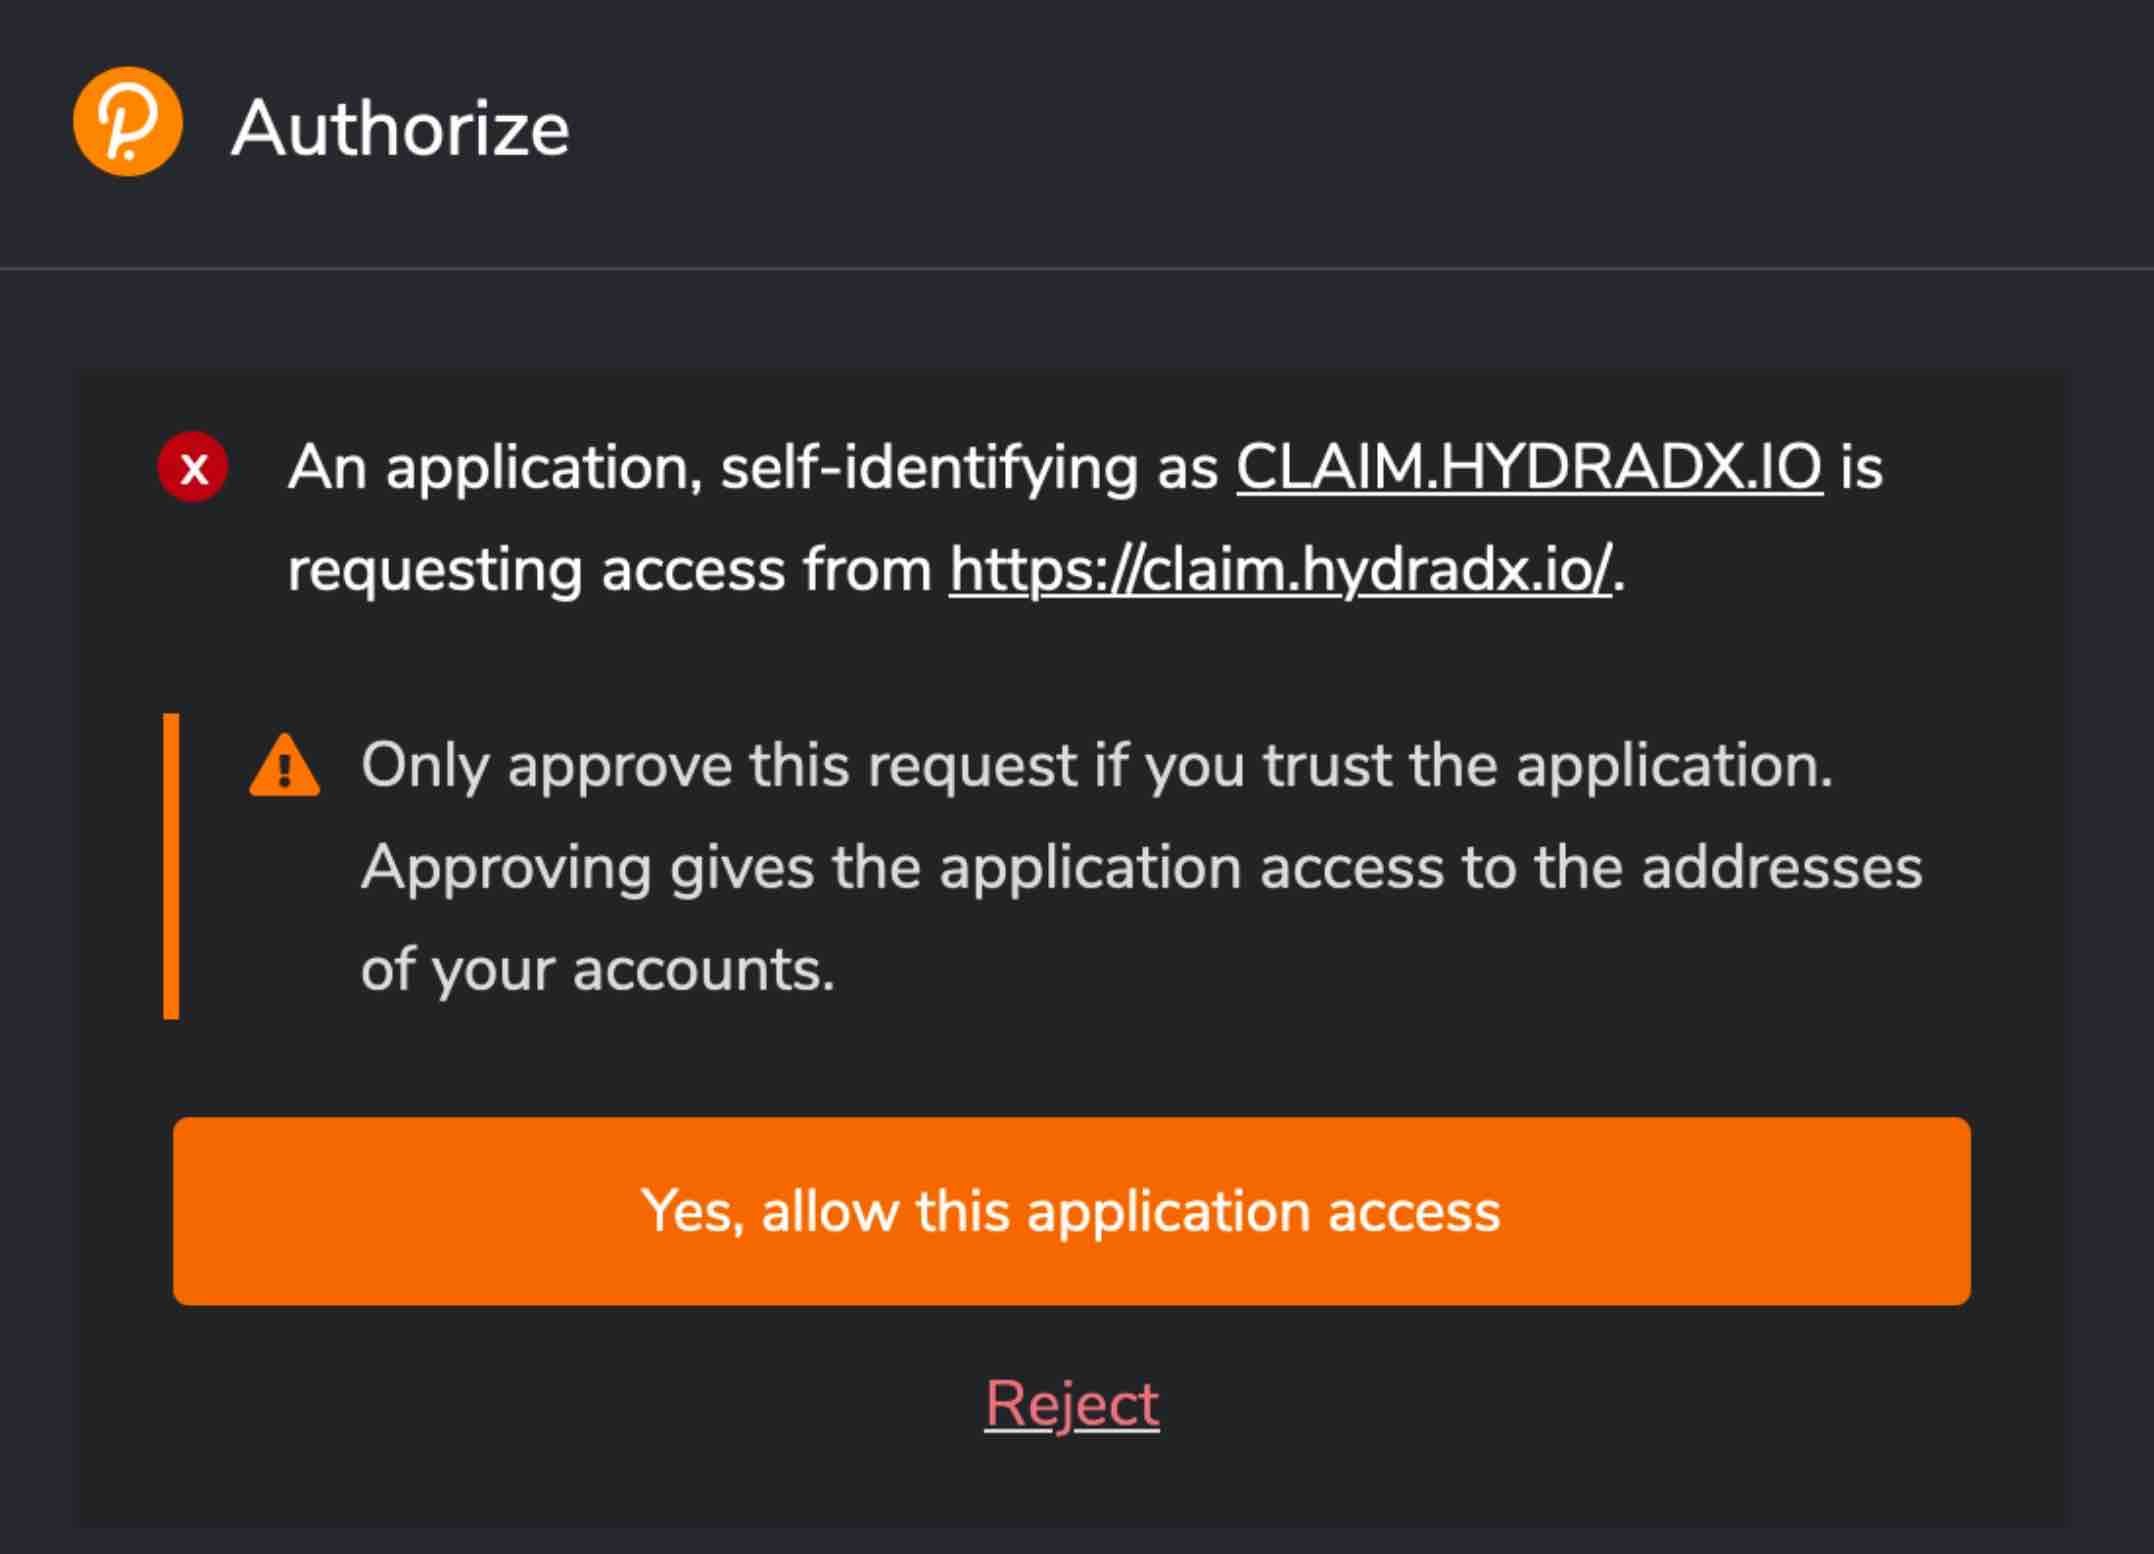 Authorize
x An application, self-identifying as CLAIM.HYDRADX.IO is
requesting access from https://claim.hydradx.io/.
Only approve this request if you trust the application.
Approving gives the application access to the addresses
of your accounts.
Yes, allow this application access
Reject